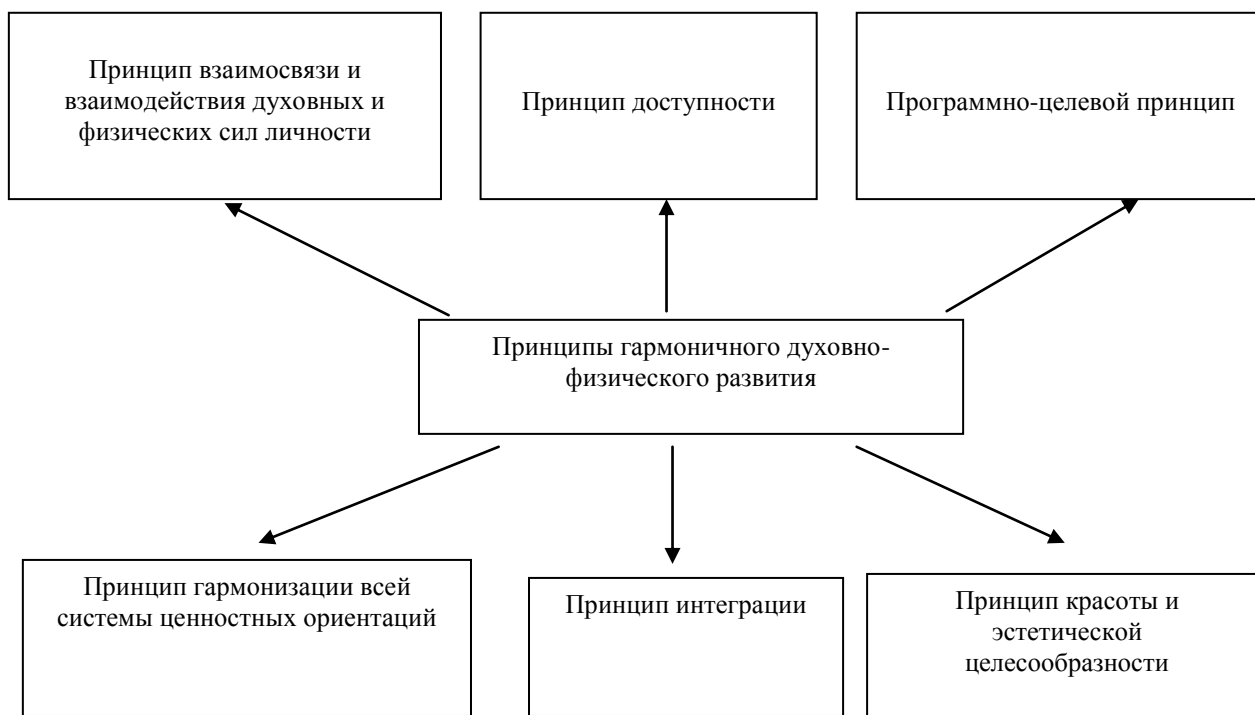 Принцип взаимосвязи и
взаимодействия духовных и
физических сил личности
Принцип доступности
Программно-целевой принцип
Принципы гармоничного духовно-
физического развития
Принцип гармонизации всей
системы ценностных ориентаций
Принцип интеграции
Принцип красоты и
эстетической
целесообразности